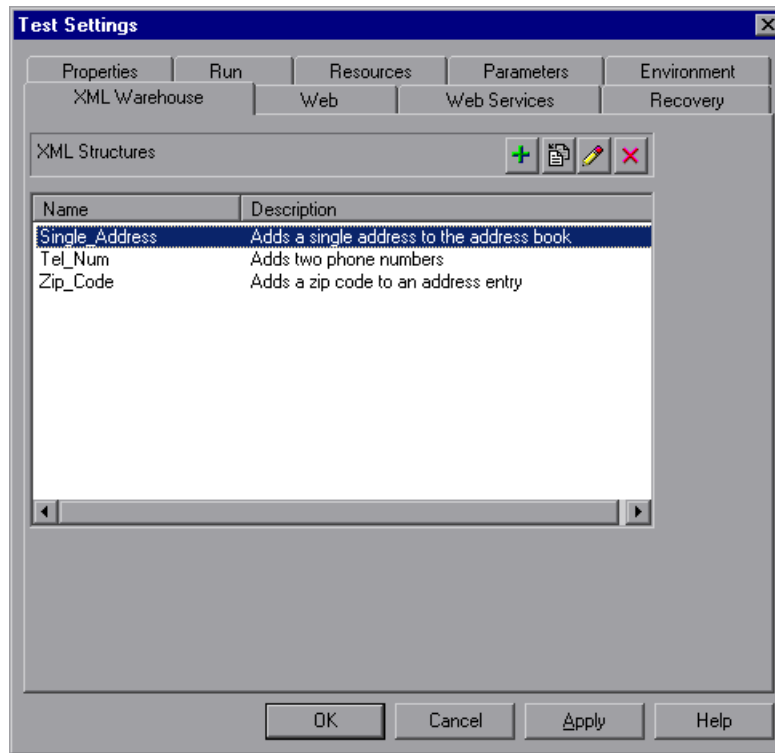 Test Settings
Properties Run Resources Parameters Environment
XML Warehouse Web Web Services Recovery
XML Structures
Name Description
Single_Address Adds a single address to the address book
Tel_Num Adds two phone numbers
Zip_Code Adds a zip code to an address entry
OK Cancel Apply Help